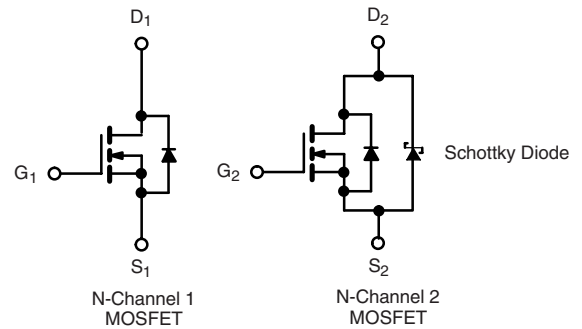 D1
D2
G1
G2
Schottky Diode
S1
S2
N-Channel 1
MOSFET
N-Channel 2
MOSFET